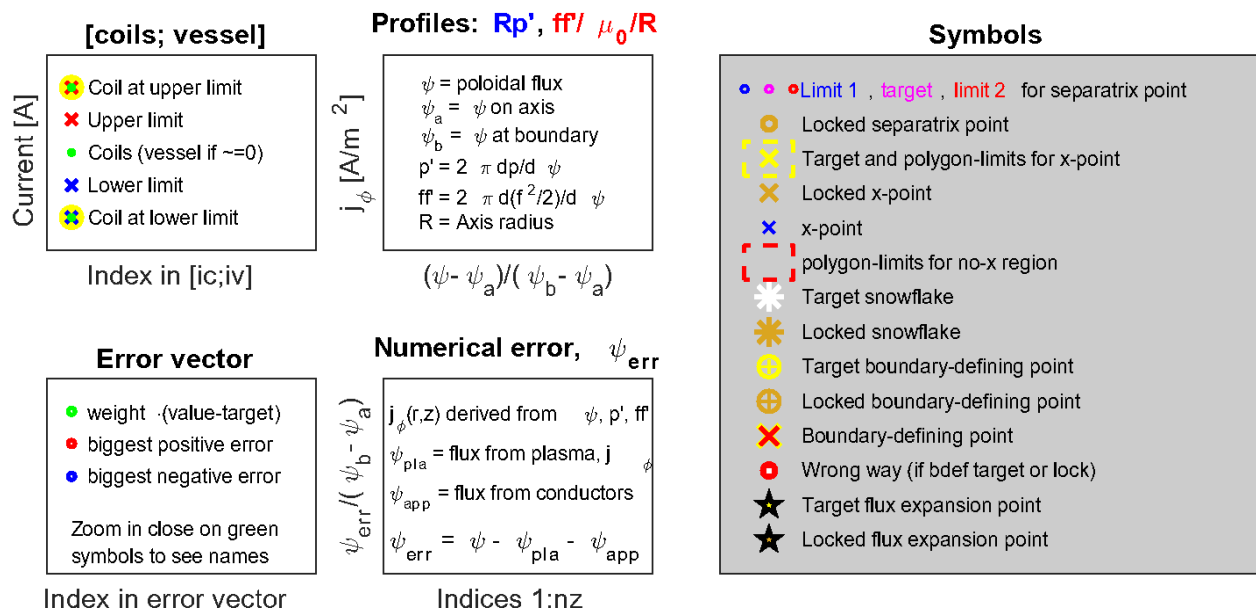 [coils; vessel]
Current [A]
Coil at upper limit
Upper limit
Coils (vessel if ~=0)
Lower limit
Coil at lower limit
Index in [ic;iv]
Profiles: Rp', ff'/ μ0/R
jϕ [A/m ²]
ψ = poloidal flux
ψa = ψ on axis
ψb = ψ at boundary
p' = 2 π dp/d ψ
ff' = 2 π d(f²/2)/d ψ
R = Axis radius
(ψ- ψa)/( ψb- ψa)
Error vector
weight ·(value-target)
biggest positive error
biggest negative error
Zoom in close on green
symbols to see names
Index in error vector
Numerical error, ψerr
ψerr/( ψb- ψa)
jϕ(r,z) derived from ψ, p', ff'
ψpla = flux from plasma, j ϕ
ψapp = flux from conductors
ψerr = ψ - ψpla - ψapp
Indices 1:nz
Symbols
Limit 1 , target , limit 2 for separatrix point
Locked separatrix point
Target and polygon-limits for x-point
Locked x-point
x-point
polygon-limits for no-x region
Target snowflake
Locked snowflake
Target boundary-defining point
Locked boundary-defining point
Boundary-defining point
Wrong way (if bdef target or lock)
Target flux expansion point
Locked flux expansion point